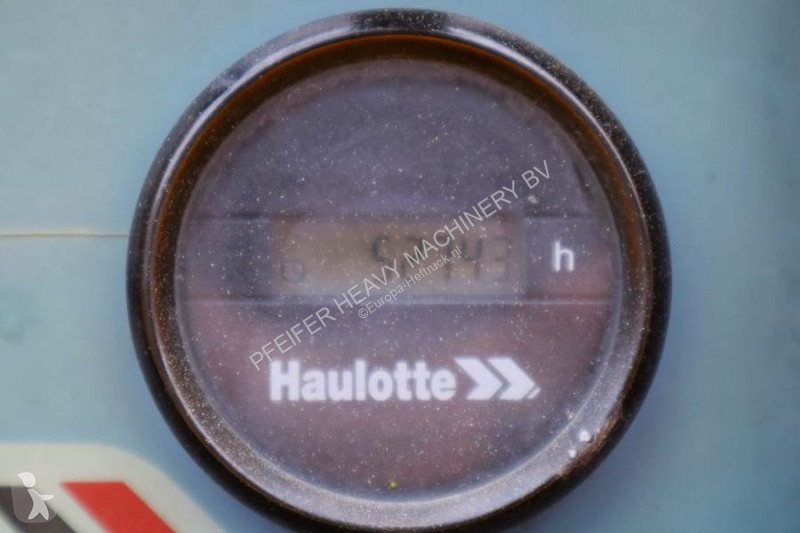 h
Haulotte
PFEIFER HEAVY MACHINERY BV
©Europa-Heftruck.nl